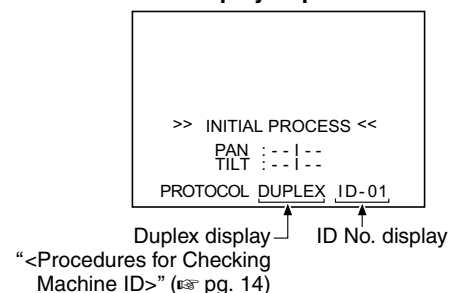 >> INITIAL PROCESS <<
PAN : - - I - -
TILT : - - I - -
PROTOCOL DUPLEX ID-01
Duplex display ID No. display
“<Procedures for Checking
Machine ID>” (☞ pg. 14)